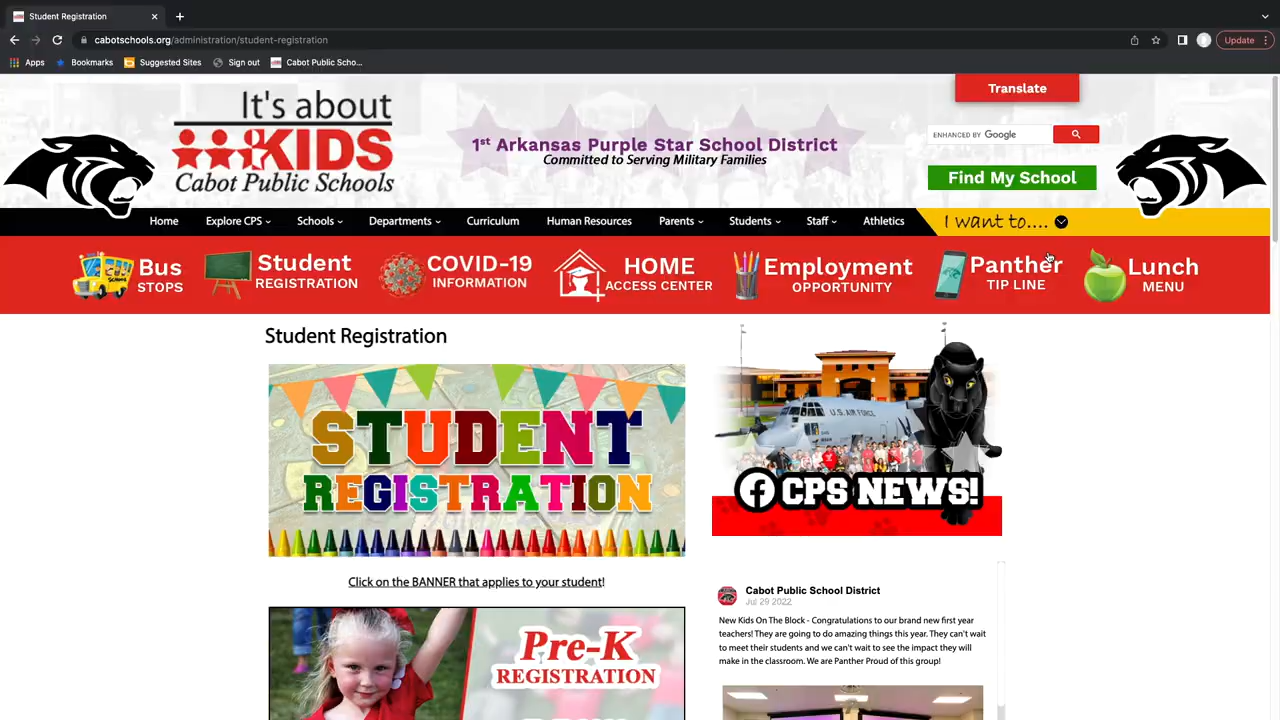 Student Registration
cabotschools.org/administration/student-registration
Update
Apps
Bookmarks
Suggested Sites
Sign out
Cabot Public Scho...
It's about
KIDS
Cabot Public Schools
1st Arkansas Purple Star School District
Committed to Serving Military Families
Translate
ENHANCED BY Google
Find My School
Home
Explore CPS
Schools
Departments
Curriculum
Human Resources
Parents
Students
Staff
Athletics
I want to....
Bus
STOPS
Student
REGISTRATION
COVID-19
INFORMATION
HOME
ACCESS CENTER
Employment
OPPORTUNITY
Panther
TIP LINE
Lunch
MENU
Student Registration
STUDENT
REGISTRATION
Click on the BANNER that applies to your student!
Pre-K
REGISTRATION
U.S. AIR FORCE
CPS NEWS!
Cabot Public School District
Jul 29 2022
New Kids On The Block - Congratulations to our brand new first year
teachers! They are going to do amazing things this year. They can't wait
to meet their students and we can't wait to see the impact they will
make in the classroom. We are Panther Proud of this group!